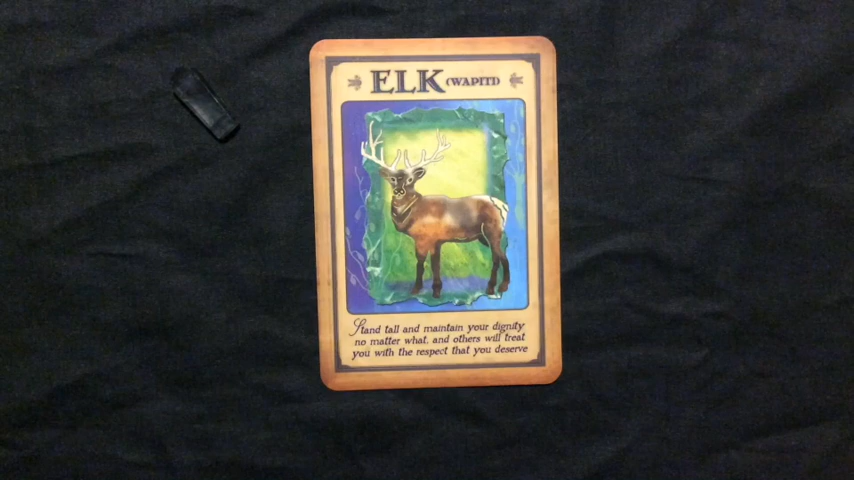 ELK (WAPITI)
Stand tall and maintain your dignity
no matter what, and others will treat
you with the respect that you deserve